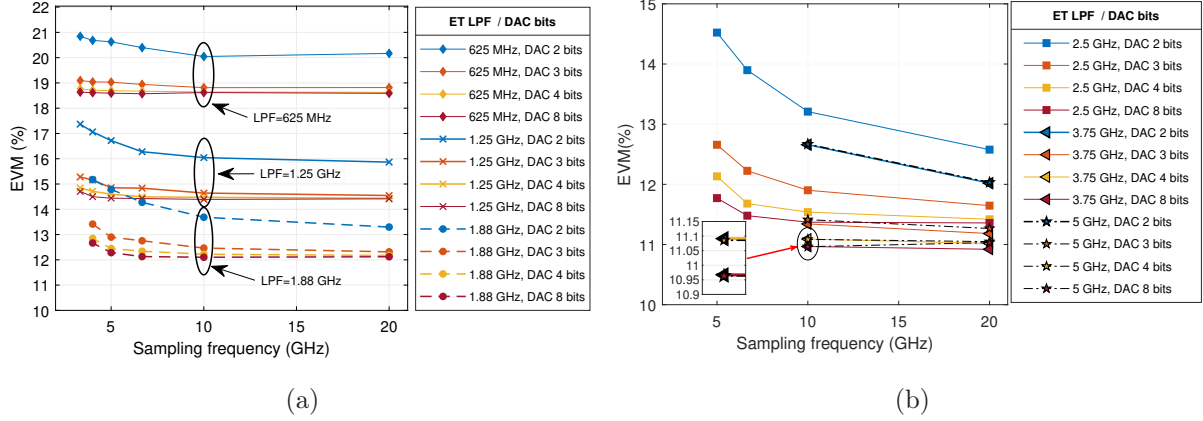 22
21
20
19
18
17
16
15
14
13
12
11
10
EVM (%)
5
10
15
20
Sampling frequency (GHz)
LPF=625 MHz
LPF=1.25 GHz
LPF=1.88 GHz
ET LPF / DAC bits
625 MHz, DAC 2 bits
625 MHz, DAC 3 bits
625 MHz, DAC 4 bits
625 MHz, DAC 8 bits
1.25 GHz, DAC 2 bits
1.25 GHz, DAC 3 bits
1.25 GHz, DAC 4 bits
1.25 GHz, DAC 8 bits
1.88 GHz, DAC 2 bits
1.88 GHz, DAC 3 bits
1.88 GHz, DAC 4 bits
1.88 GHz, DAC 8 bits
(a)
15
14
13
12
11
10
EVM(%)
11.15
11.1
11.05
11
10.95
10.9
5
10
15
20
Sampling frequency (GHz)
ET LPF / DAC bits
2.5 GHz, DAC 2 bits
2.5 GHz, DAC 3 bits
2.5 GHz, DAC 4 bits
2.5 GHz, DAC 8 bits
3.75 GHz, DAC 2 bits
3.75 GHz, DAC 3 bits
3.75 GHz, DAC 4 bits
3.75 GHz, DAC 8 bits
5 GHz, DAC 2 bits
5 GHz, DAC 3 bits
5 GHz, DAC 4 bits
5 GHz, DAC 8 bits
(b)